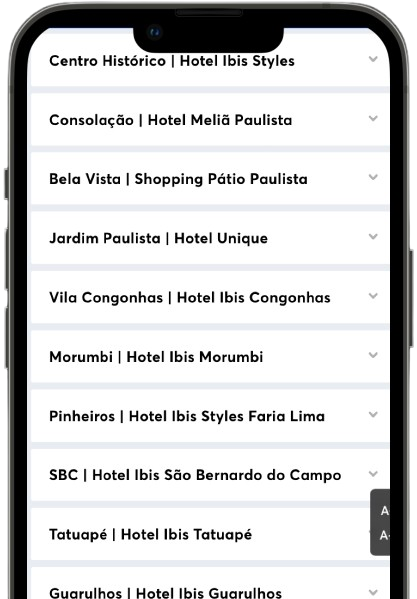 Centro Histórico | Hotel Ibis Styles
Consolação | Hotel Meliã Paulista
Bela Vista | Shopping Pátio Paulista
Jardim Paulista | Hotel Unique
Vila Congonhas | Hotel Ibis Congonhas
Morumbi | Hotel Ibis Morumbi
Pinheiros | Hotel Ibis Styles Faria Lima
SBC | Hotel Ibis São Bernardo do Campo
A
Tatuapé | Hotel Ibis Tatuapé
A
Guarulhos | Hotel Ibis Guarulhos